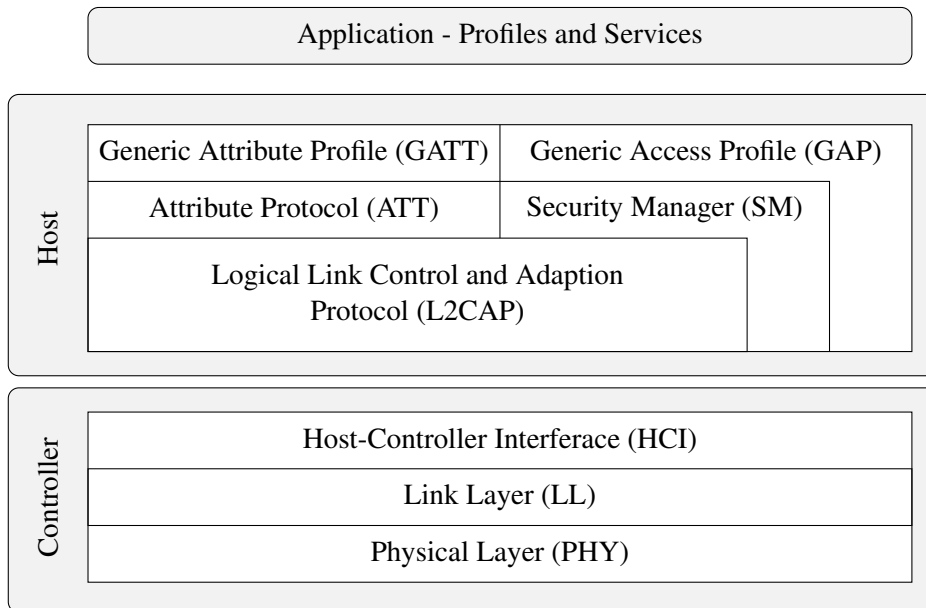 Application - Profiles and Services
Host
Generic Attribute Profile (GATT)
Generic Access Profile (GAP)
Attribute Protocol (ATT)
Security Manager (SM)
Logical Link Control and Adaption
Protocol (L2CAP)
Controller
Host-Controller Interferace (HCI)
Link Layer (LL)
Physical Layer (PHY)